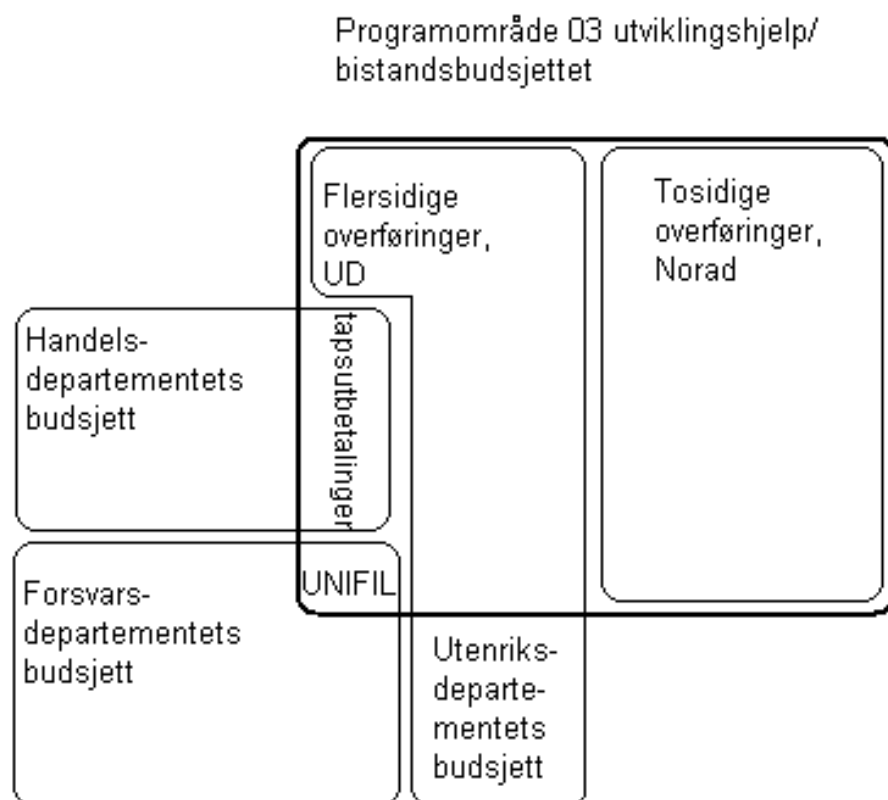 Programområde 03 utviklingshjelp/
bistandsbudsjettet
Flersidige
overføringer,
UD
Tosidige
overføringer,
Norad
Handels-
departementets
budsjett
tapsutbetalinger
Forsvars-
departementets
budsjett
UNIFIL
Utenriks-
departe-
mentets
budsjett